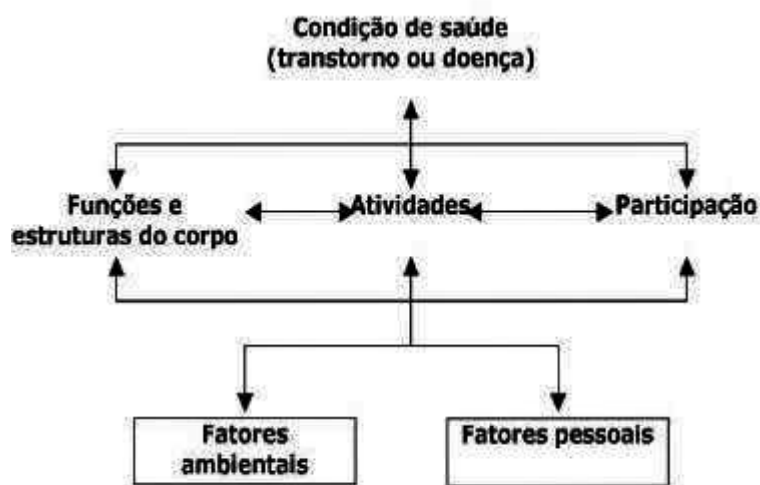 Condição de saúde
(transtorno ou doença)
Funções e
estruturas do corpo
Atividades
Participação
Fatores
ambientais
Fatores pessoais